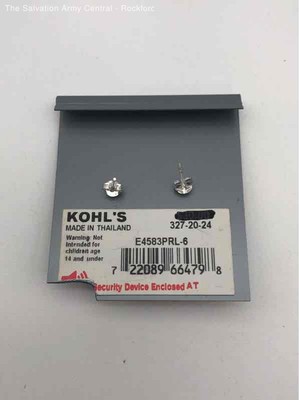 The Salvation Army Central - Rockforc
KOHL'S
MADE IN THAILAND
327-20-24
Warning: Not
Intended for
children age
14 and under
E4583PRL-6
7 22089 66479 8
Security Device Enclosed AT